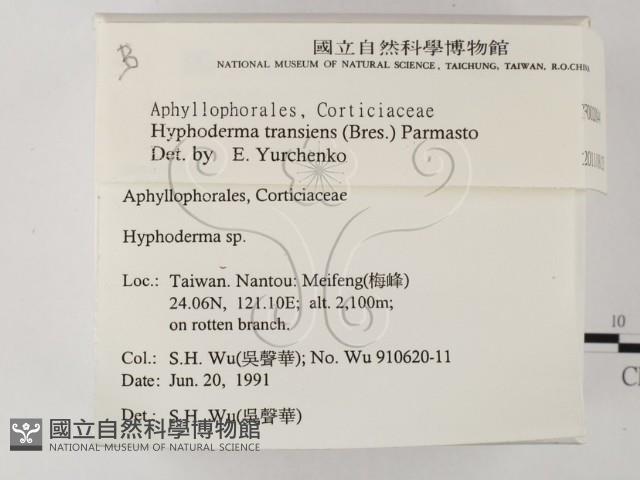 B
國立自然科學博物館
NATIONAL MUSEUM OF NATURAL SCIENCE, TAICHUNG, TAIWAN, R.O.CHINA
Aphyllophorales, Corticiaceae
Hyphoderma transiens (Bres.) Parmasto
Det. by E. Yurchenko
Aphyllophorales, Corticiaceae
Hyphoderma sp.
Loc.: Taiwan. Nantou: Meifeng(梅峰)
24.06N, 121.10E; alt. 2,100m;
on rotten branch.
Col.: S.H. Wu(吳聲華); No. Wu 910620-11
Date: Jun. 20, 1991
Det.: S.H. Wu(吳聲華)
10
國立自然科學博物館
NATIONAL MUSEUM OF NATURAL SCIENCE